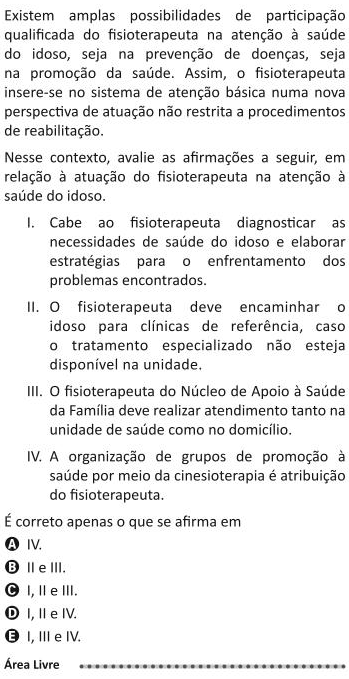 Existem amplas possibilidades de participação
qualificada do fisioterapeuta na atenção à saúde
do idoso, seja na prevenção de doenças, seja
na promoção da saúde. Assim, o fisioterapeuta
insere-se no sistema de atenção básica numa nova
perspectiva de atuação não restrita a procedimentos
de reabilitação.
Nesse contexto, avalie as afirmações a seguir, em
relação à atuação do fisioterapeuta na atenção à
saúde do idoso.
I. Cabe ao fisioterapeuta diagnosticar as
necessidades de saúde do idoso e elaborar
estratégias para o enfrentamento dos
problemas encontrados.
II. O fisioterapeuta deve encaminhar o
idoso para clínicas de referência, caso
o tratamento especializado não esteja
disponível na unidade.
III. O fisioterapeuta do Núcleo de Apoio à Saúde
da Família deve realizar atendimento tanto na
unidade de saúde como no domicílio.
IV. A organização de grupos de promoção à
saúde por meio da cinesioterapia é atribuição
do fisioterapeuta.
É correto apenas o que se afirma em
A IV.
B II e III.
C I, II e III.
D I, II e IV.
E I, III e IV.
Área Livre